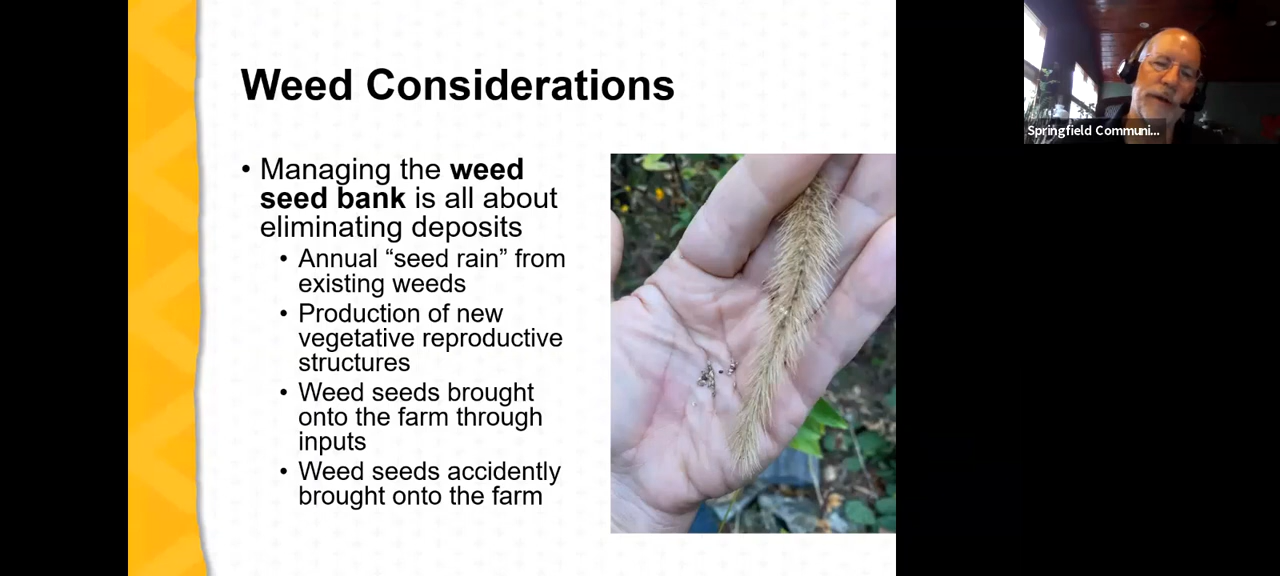 Weed Considerations
• Managing the weed
seed bank is all about
eliminating deposits
• Annual “seed rain” from
existing weeds
• Production of new
vegetative reproductive
structures
• Weed seeds brought
onto the farm through
inputs
• Weed seeds accidently
brought onto the farm
Springfield Communi...